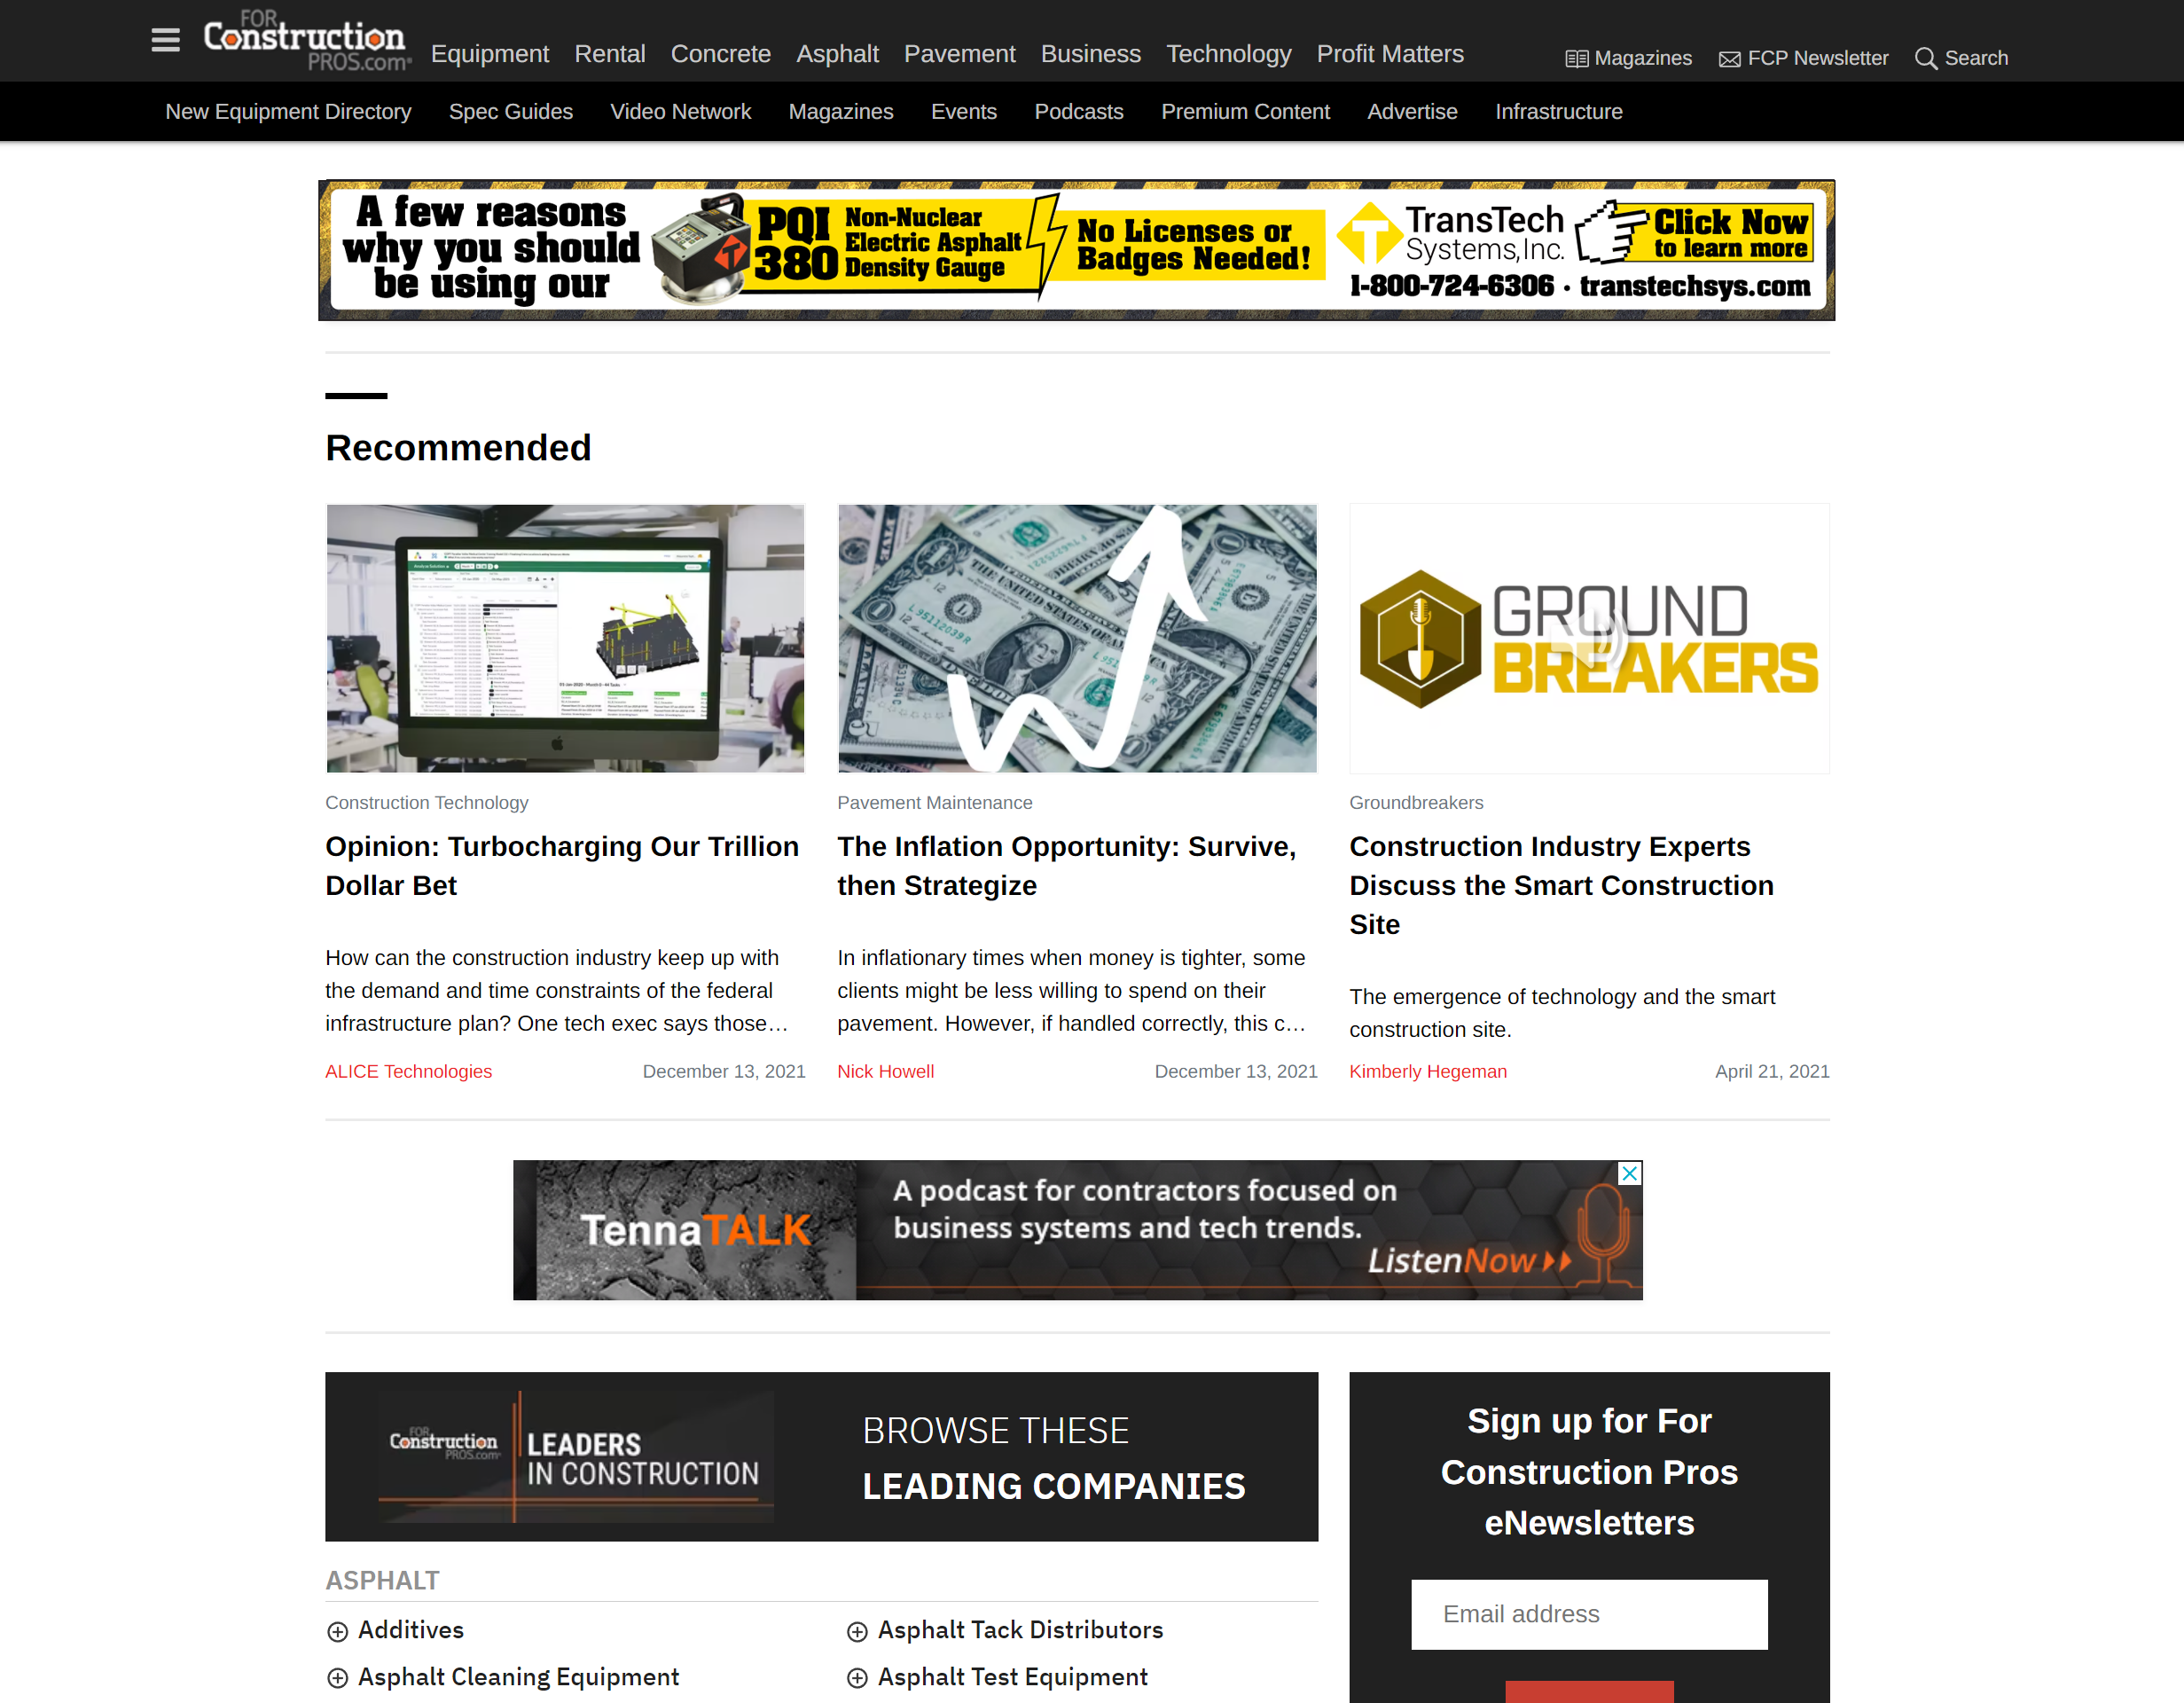 FOR
Construction
PROS.com
Equipment Rental Concrete Asphalt Pavement Business Technology Profit Matters
Magazines FCP Newsletter Search
New Equipment Directory Spec Guides Video Network Magazines Events Podcasts Premium Content Advertise Infrastructure
A few reasons
why you should
be using our
PQI
380
Non-Nuclear
Electric Asphalt
Density Gauge
No Licenses or
Badges Needed!
TransTech
Systems,Inc.
Click Now
to learn more
1-800-724-6306 · transtechsys.com
Recommended
GROUND
BREAKERS
Construction Technology
Opinion: Turbocharging Our Trillion
Dollar Bet
How can the construction industry keep up with
the demand and time constraints of the federal
infrastructure plan? One tech exec says those…
ALICE Technologies December 13, 2021
Pavement Maintenance
The Inflation Opportunity: Survive,
then Strategize
In inflationary times when money is tighter, some
clients might be less willing to spend on their
pavement. However, if handled correctly, this c…
Nick Howell December 13, 2021
Groundbreakers
Construction Industry Experts
Discuss the Smart Construction
Site
The emergence of technology and the smart
construction site.
Kimberly Hegeman April 21, 2021
TennaTALK
A podcast for contractors focused on
business systems and tech trends.
ListenNow
FOR
Construction
PROS.com
LEADERS
IN CONSTRUCTION
BROWSE THESE
LEADING COMPANIES
ASPHALT
Additives
Asphalt Tack Distributors
Asphalt Cleaning Equipment
Asphalt Test Equipment
Sign up for For
Construction Pros
eNewsletters
Email address